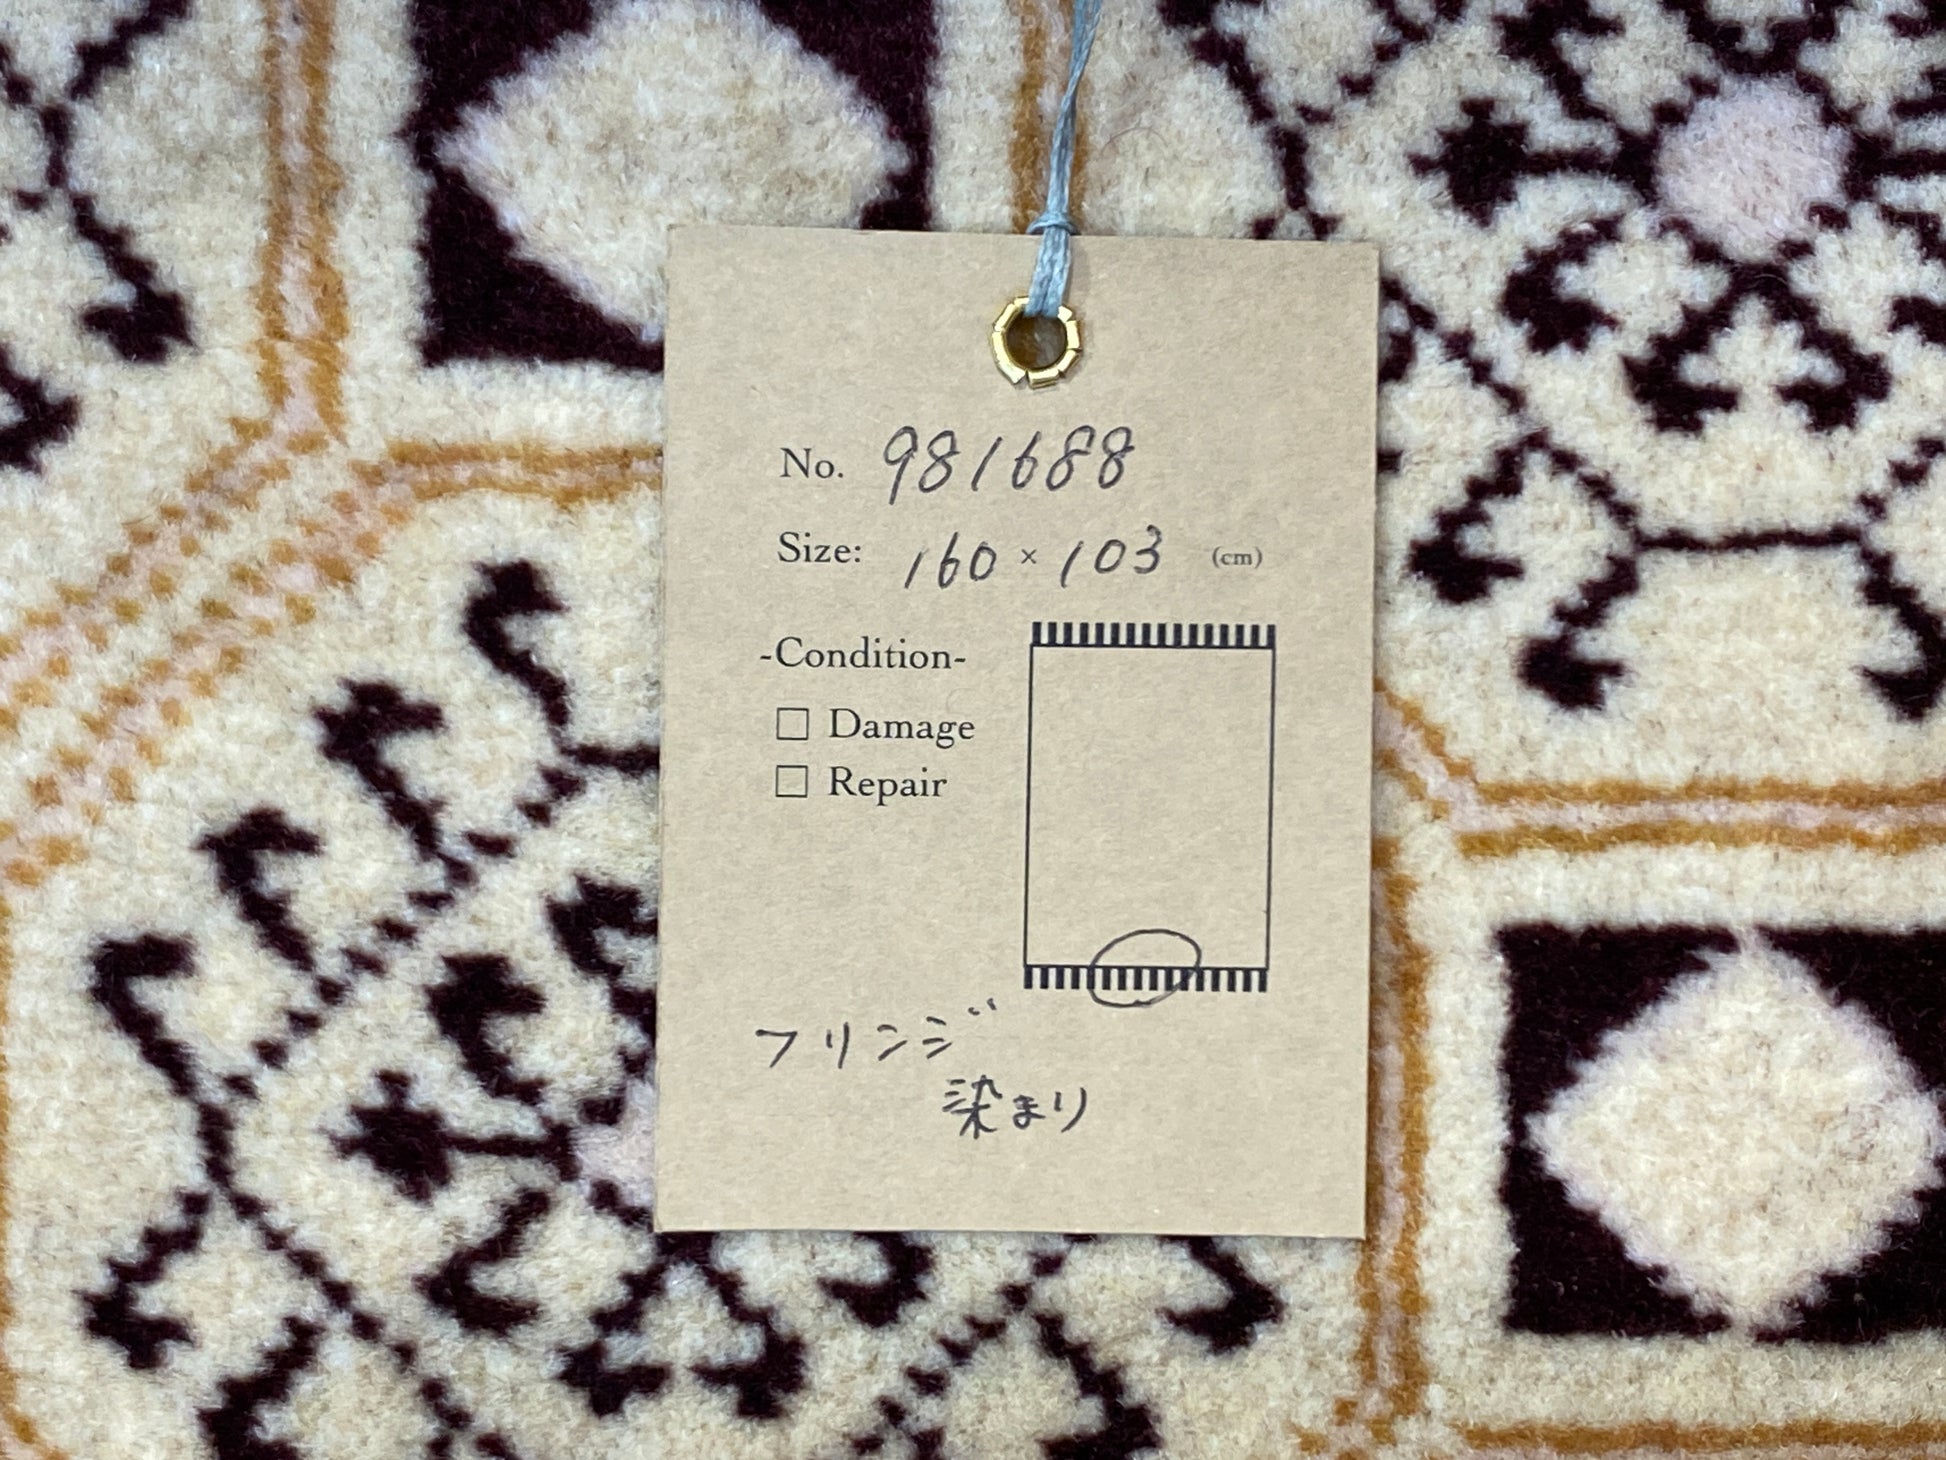 No. 981688
Size: 160 × 103 (cm)
-Condition-
□ Damage
□ Repair
フリンジ
染まり